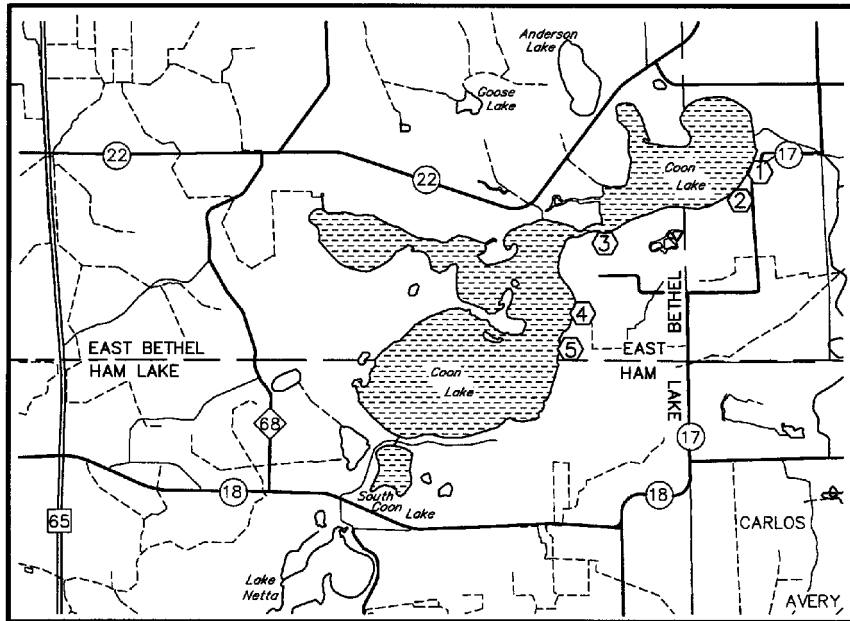 Anderson
Lake
Goose
Lake
22
22
Coon
Lake
17
1
2
3
4
5
EAST BETHEL
HAM LAKE
EAST
HAM
BETHEL
LAKE
Coon
Lake
68
17
18
18
South
Coon
Lake
65
CARLOS
Lake
Netta
AVERY